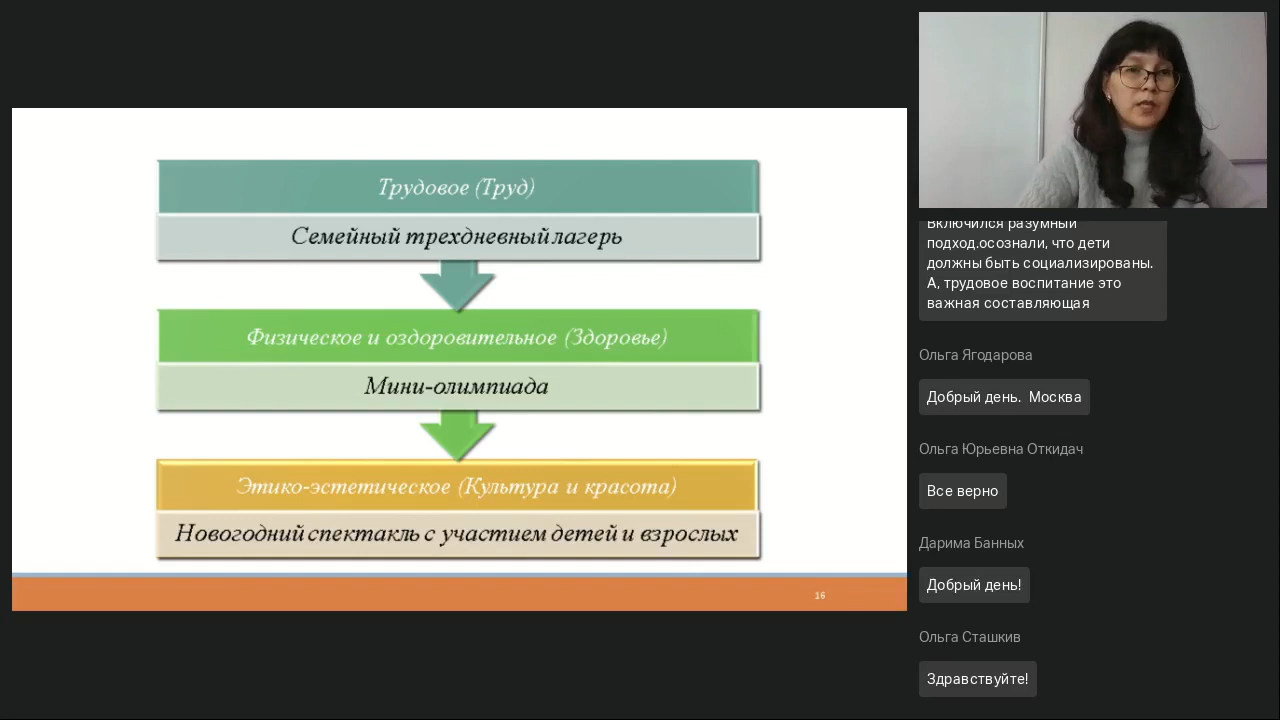 Трудовое (Труд)
Семейный трехдневный лагерь
Физическое и оздоровительное (Здоровье)
Мини-олимпиада
Этико-эстетическое (Культура и красота)
Новогодний спектакль с участием детей и взрослых
16
Включился разумный
подход.осознали, что дети
должны быть социализированы.
А, трудовое воспитание это
важная составляющая
Ольга Ягодарова
Добрый день.  Москва
Ольга Юрьевна Откидач
Все верно
Дарима Банных
Добрый день!
Ольга Сташкив
Здравствуйте!